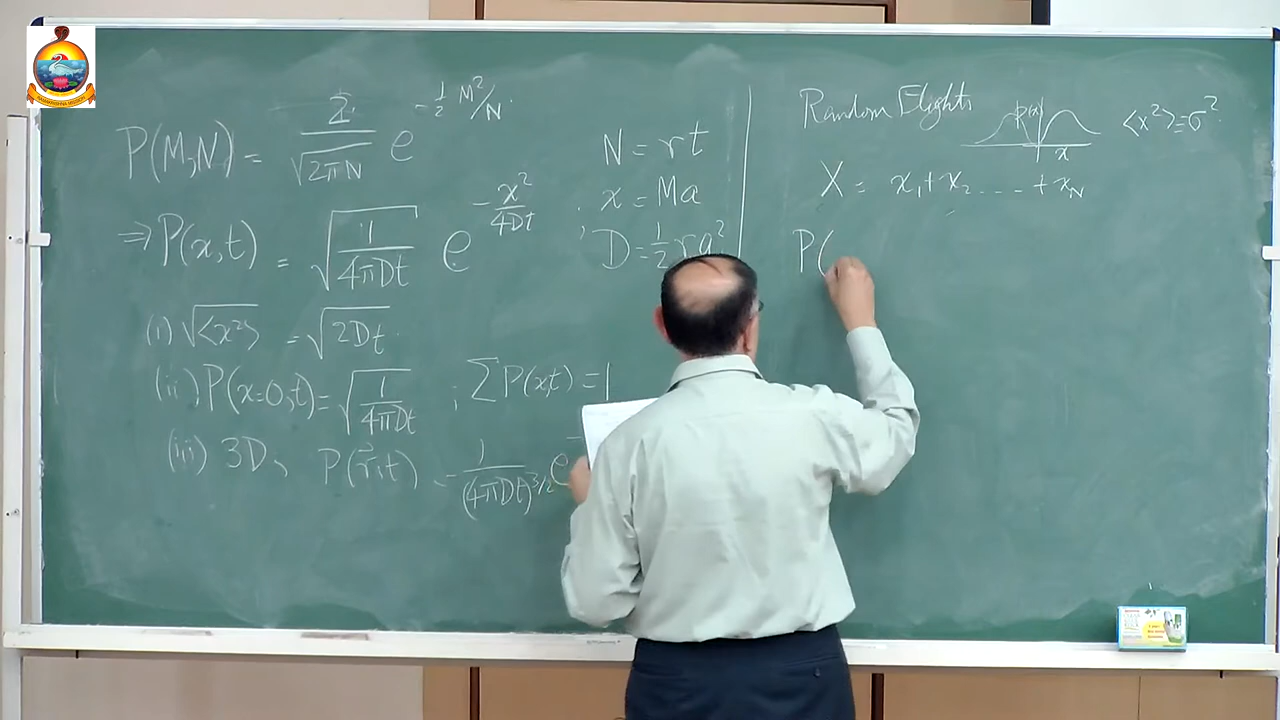 P(M,N) = 2/√2πN e^-1/2 M²/N
N = rt
x = Ma
⇒ P(x,t) = √1/4πDt e^-x²/4Dt ; D = 1/2 ra²
(i) √<x²> = √2Dt
(ii) P(x=0,t) = √1/4πDt ; ΣP(x,t) = 1
(iii) 3D, P(r⃗,t) = 1/(4πDt)^3/2 e^-
Random Flights
P(x)
x
<x²> = σ²
X = x₁ + x₂ .... + x_N
P(